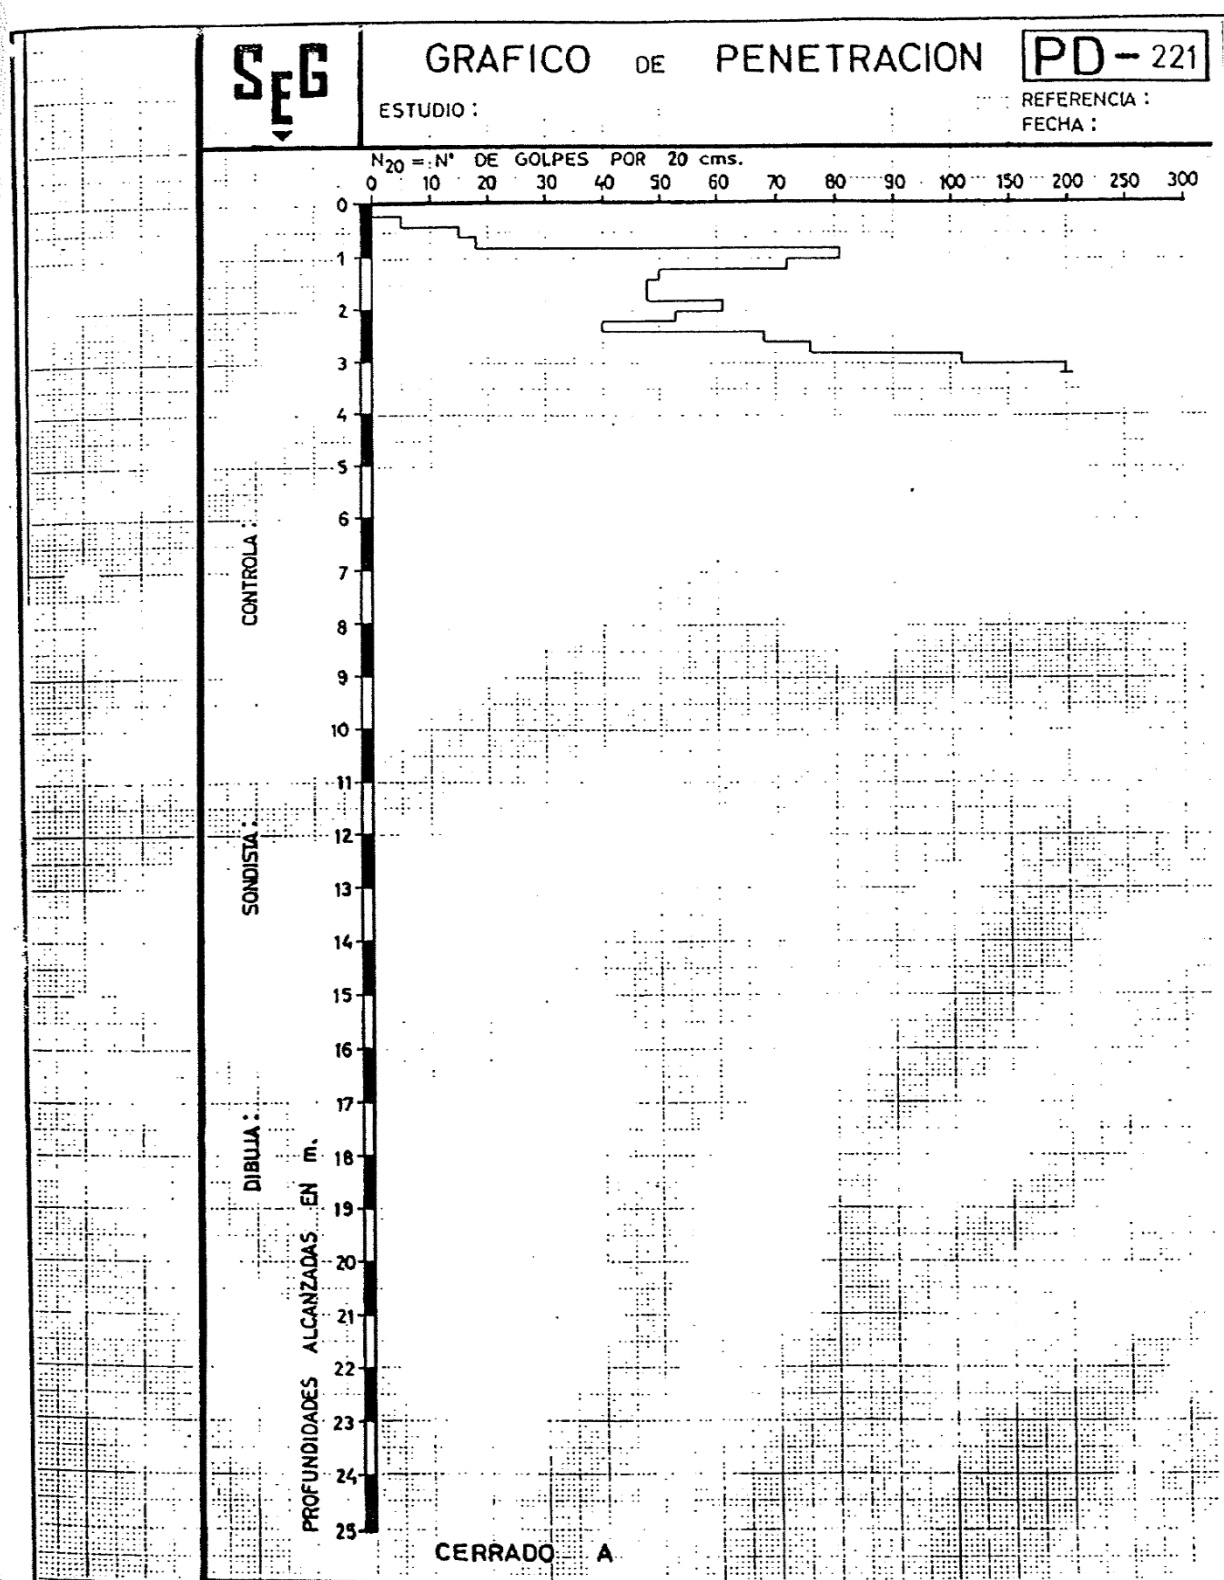 SEG
GRAFICO DE PENETRACION
PD-221
ESTUDIO :
REFERENCIA :
FECHA :
N20 = N° DE GOLPES POR 20 cms.
0 10 20 30 40 50 60 70 80 90 100 150 200 250 300
0
1
2
3
4
5
6
7
8
9
10
11
12
13
14
15
16
17
18
19
20
21
22
23
24
25
CONTROLA :
SONDISTA :
DIBUJA :
PROFUNDIDADES ALCANZADAS EN m.
CERRADO A